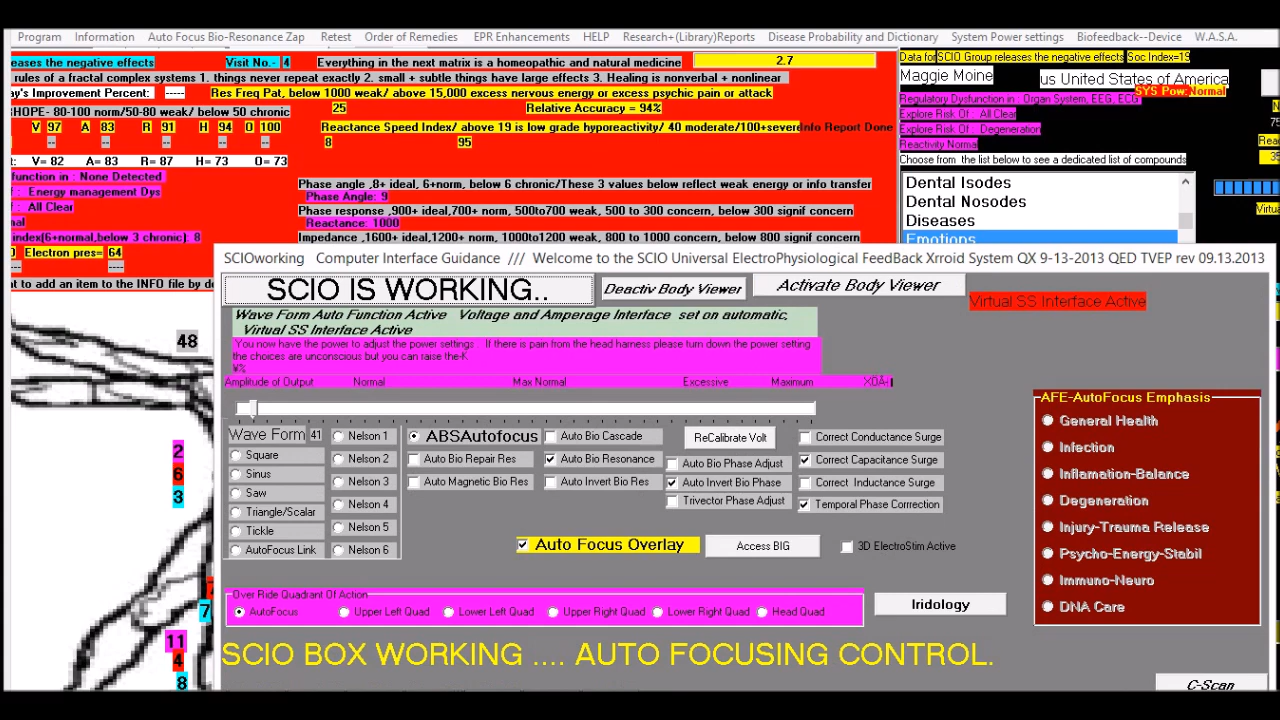 Program Information Auto Focus Bio-Resonance Zap Retest Order of Remedies EPR Enhancements HELP Research+(Library)Reports Disease Probability and Dictionary System Power settings Biofeedback--Device W.A.S.A.
eases the negative effects Visit No.- 4 Everything in the next matrix is a homeopathic and natural medicine 2.7
rules of a fractal complex systems 1. things never repeat exactly 2. small + subtle things have large effects 3. Healing is nonverbal + nonlinear
ay's Improvement Percent: ----- Res Freq Pat, below 1000 weak/ above 15,000 excess nervous energy or excess psychic pain or attack
25 Relative Accuracy = 94%
SHOPE- 80-100 norm/50-80 weak/ below 50 chronic
V 97 A 83 R 91 H 94 O 100 Reactance Speed Index/ above 19 is low grade hyporeactivity/ 40 moderate/100+severe Info Report Done
-- -- -- -- -- 8 95
V= 82 A= 83 R= 87 H= 73 O= 73
function in : None Detected
Phase angle ,8+ ideal, 6+norm, below 6 chronic/These 3 values below reflect weak energy or info transfer
f : Energy management Dys
Phase Angle: 9
f : All Clear
Phase response ,900+ ideal,700+ norm, 500to700 weak, 500 to 300 concern, below 300 signif concern
Reactance: 1000
index(6+normal,below 3 chronic): 8
Impedance ,1600+ ideal,1200+ norm, 1000to1200 weak, 800 to 1000 concern, below 800 signif concern
Electron pres= 64
---- ----
nt to add an item to the INFO file by d
Data for SCIO Group releases the negative effects Soc Index=19
Maggie Moine us United States of America
SYS Pow:Normal
Regulatory Dysfunction in : Organ System, EEG, ECG
Explore Risk Of : All Clear
Explore Risk Of : Degeneration
Reactivity Normal
Choose from the list below to see a dedicated list of compounds
Dental Isodes
Dental Nosodes
Diseases
Emotions
SCIOworking Computer Interface Guidance /// Welcome to the SCIO Universal ElectroPhysiological FeedBack Xrroid System QX 9-13-2013 QED TVEP rev 09.13.2013
SCIO IS WORKING.. Deactiv Body Viewer Activate Body Viewer
Virtual SS Interface Active
Wave Form Auto Function Active Voltage and Amperage Interface set on automatic,
Virtual SS Interface Active
You now have the power to adjust the power settings . If there is pain from the head harness please turn down the power setting
the choices are unconscious but you can raise the-K
¥%
Amplitude of Output Normal Max Normal Excessive Maximum
Wave Form 41
Square
Sinus
Saw
Triangle/Scalar
Tickle
AutoFocus Link
Nelson 1
Nelson 2
Nelson 3
Nelson 4
Nelson 5
Nelson 6
ABSAutofocus
Auto Bio Repair Res
Auto Magnetic Bio Res
Auto Bio Cascade
Auto Bio Resonance
Auto Invert Bio Res
ReCalibrate Volt
Auto Bio Phase Adjust
Auto Invert Bio Phase
Trivector Phase Adjust
Correct Conductance Surge
Correct Capacitance Surge
Correct Inductance Surge
Temporal Phase Corrrection
Auto Focus Overlay Access BIG 3D ElectroStim Active
Over Ride Quadrant Of Action
AutoFocus Upper Left Quad Lower Left Quad Upper Right Quad Lower Right Quad Head Quad
Iridology
SCIO BOX WORKING .... AUTO FOCUSING CONTROL.
AFE-AutoFocus Emphasis
General Health
Infection
Inflamation-Balance
Degeneration
Injury-Trauma Release
Psycho-Energy-Stabil
Immuno-Neuro
DNA Care
C-Scan
48
2
6
3
7
11
4
8